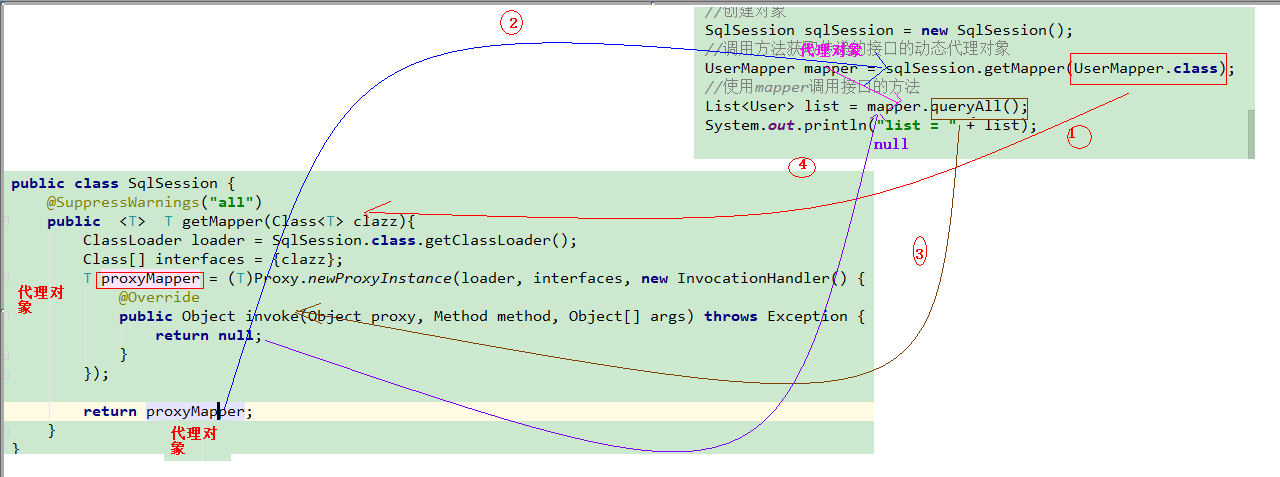 //创建对象
SqlSession sqlSession = new SqlSession();
//调用方法获取传递的接口的动态代理对象
代理对象
UserMapper mapper = sqlSession.getMapper(UserMapper.class);
//使用mapper调用接口的方法
List<User> list = mapper.queryAll();
System.out.println("list = " + list);
null
1
2
3
4
public class SqlSession {
@SuppressWarnings("all")
public <T> T getMapper(Class<T> clazz){
ClassLoader loader = SqlSession.class.getClassLoader();
Class[] interfaces = {clazz};
T proxyMapper = (T)Proxy.newProxyInstance(loader, interfaces, new InvocationHandler() {
代理对
象
@Override
public Object invoke(Object proxy, Method method, Object[] args) throws Exception {
return null;
}
});
return proxyMapper;
代理对
象
}
}